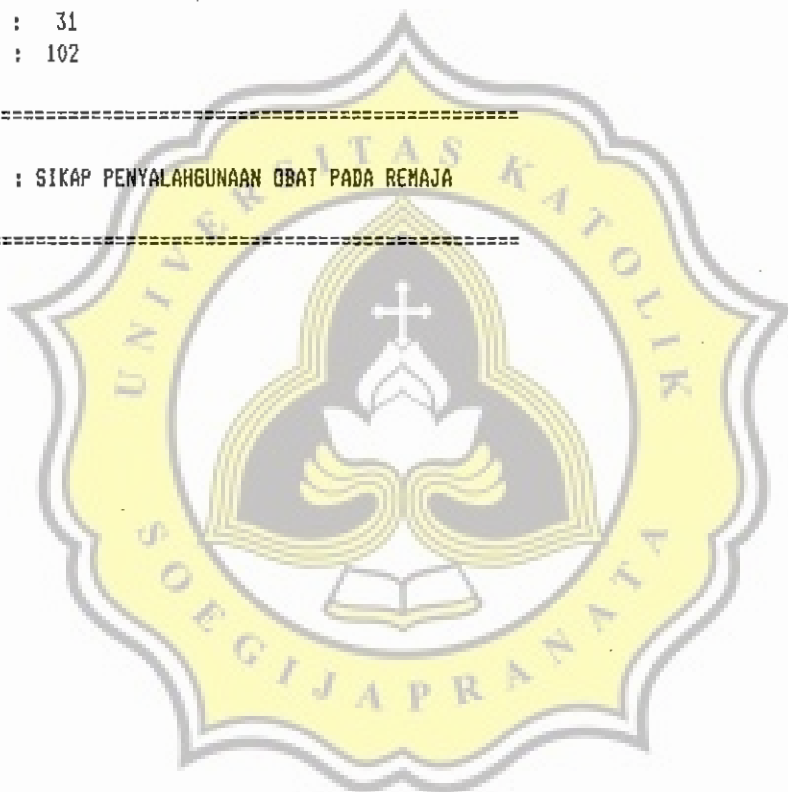 : 31
: 102
=====================================================
: SIKAP PENYALAHGUNAAN OBAT PADA REMAJA
=====================================================
UNIVERSITAS KATOLIK
SOEGIJAPRANATA